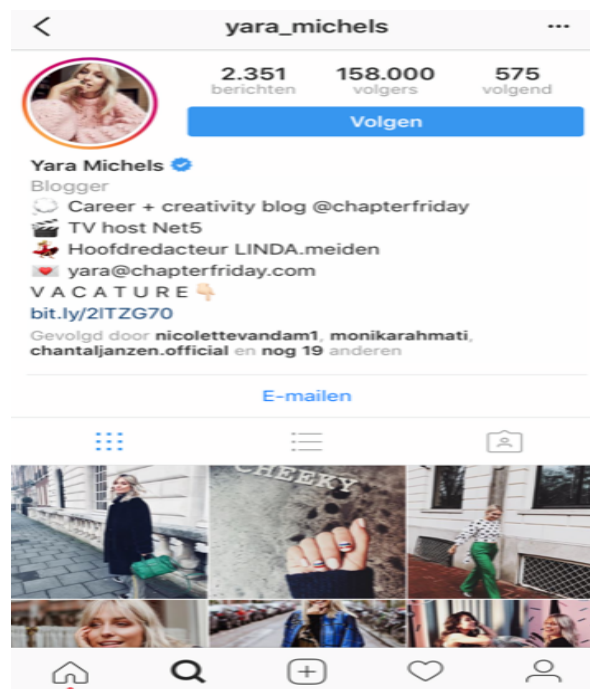 yara_michels
2.351 158.000 575
berichten volgers volgend
Volgen
Yara Michels
Blogger
Career + creativity blog @chapterfriday
TV host Net5
Hoofdredacteur LINDA.meiden
yara@chapterfriday.com
V A C A T U R E
bit.ly/2ITZG70
Gevolgd door nicolettevandam1, monikarahmati,
chantaljanzen.official en nog 19 anderen
E-mailen
CHEEKY